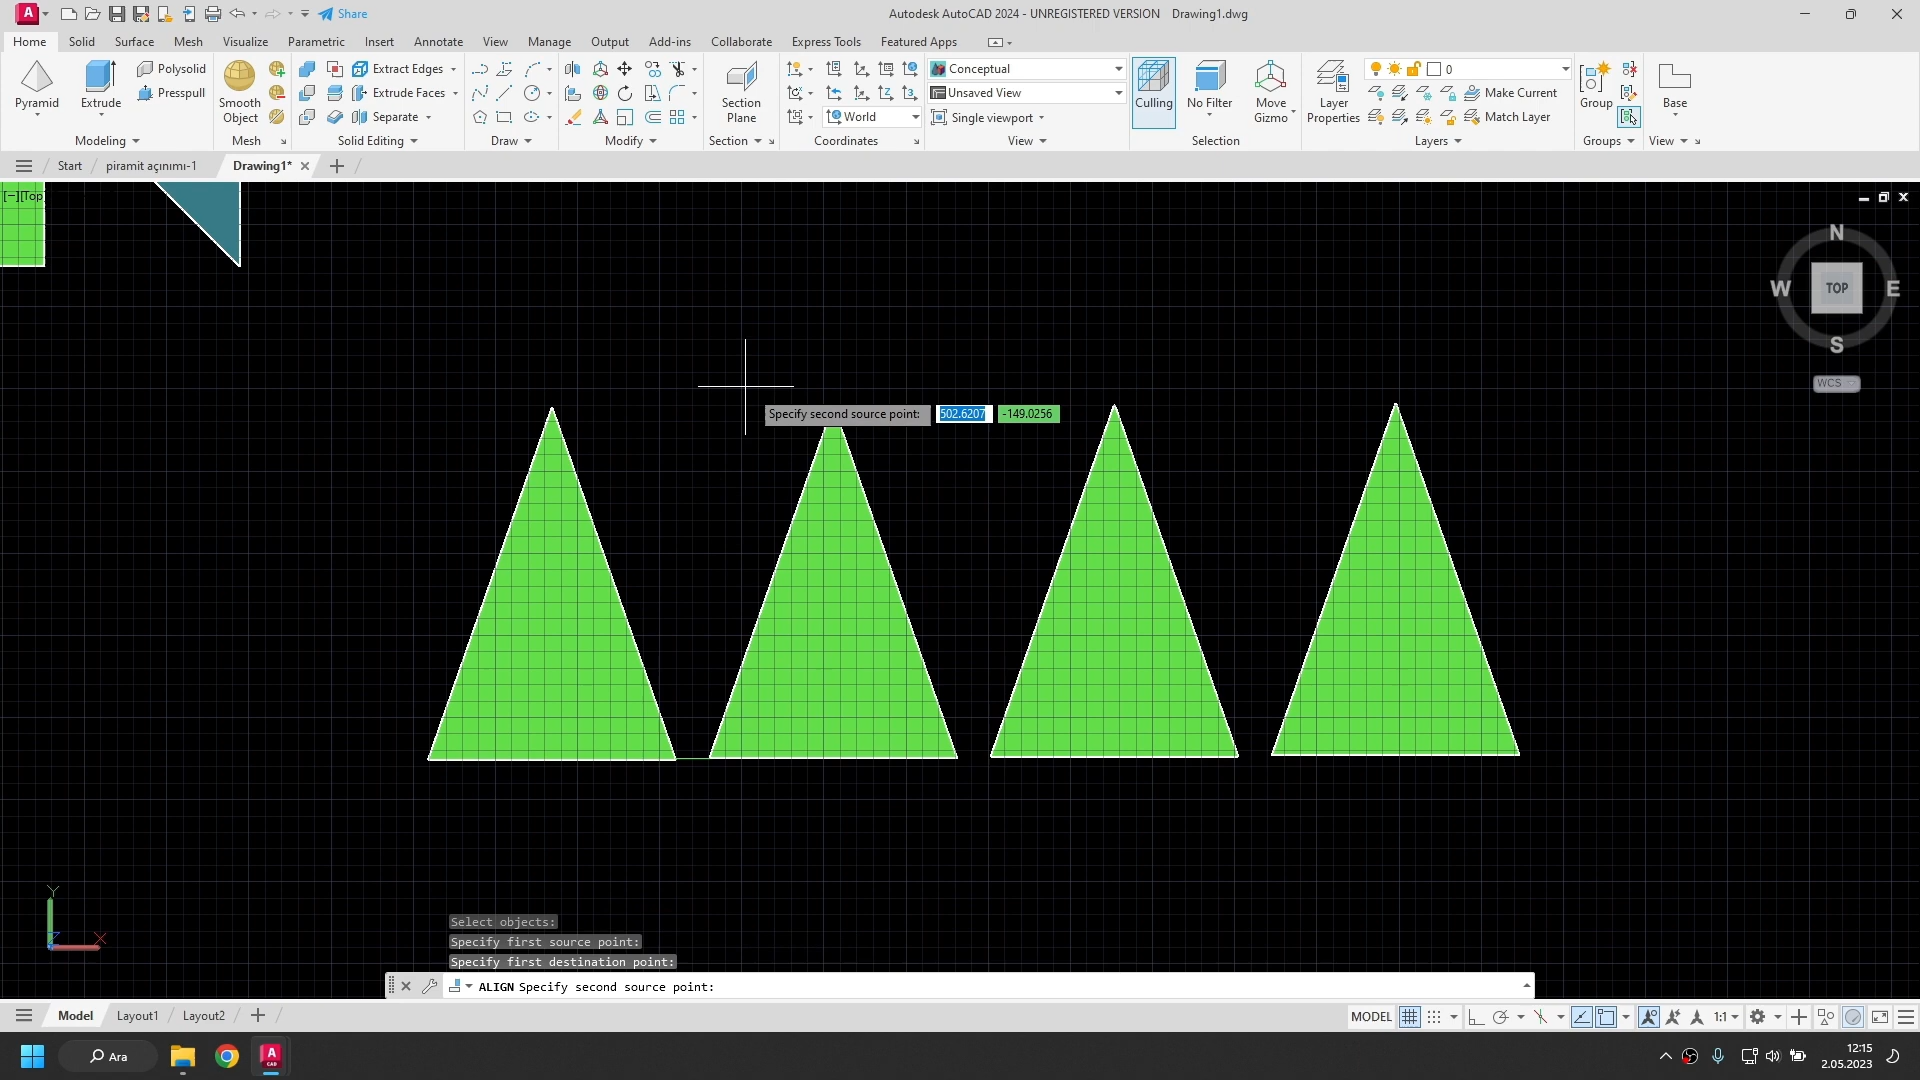 Share
Autodesk AutoCAD 2024 - UNREGISTERED VERSION Drawing1.dwg
Home Solid Surface Mesh Visualize Parametric Insert Annotate View Manage Output Add-ins Collaborate Express Tools Featured Apps
Pyramid
Extrude
Polysolid
Presspull
Smooth
Object
Extract Edges
Extrude Faces
Separate
Section
Plane
World
Conceptual
Unsaved View
Single viewport
Culling
No Filter
Move
Gizmo
Layer
Properties
0
Make Current
Match Layer
Group
Base
Modeling Mesh Solid Editing Draw Modify Section Coordinates View Selection Layers Groups View
Start piramit açınımı-1 Drawing1*
[−][Top]
N
W TOP E
S
WCS
Specify second source point: 502.6207 -149.0256
Y
X
Z
Select objects:
Specify first source point:
Specify first destination point:
ALIGN Specify second source point:
Model Layout1 Layout2
MODEL 1:1
Ara
A
CAD
12:15
2.05.2023